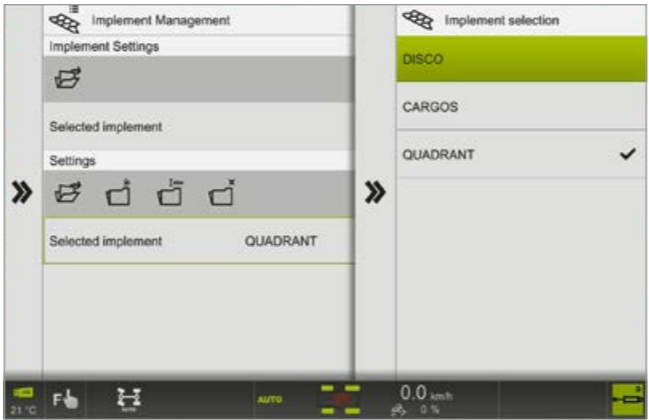 Implement Management
Implement Settings
Selected implement
Settings
Selected implement QUADRANT
Implement selection
DISCO
CARGOS
QUADRANT
21 °C
F
AUTO
0.0 km/h
0 %